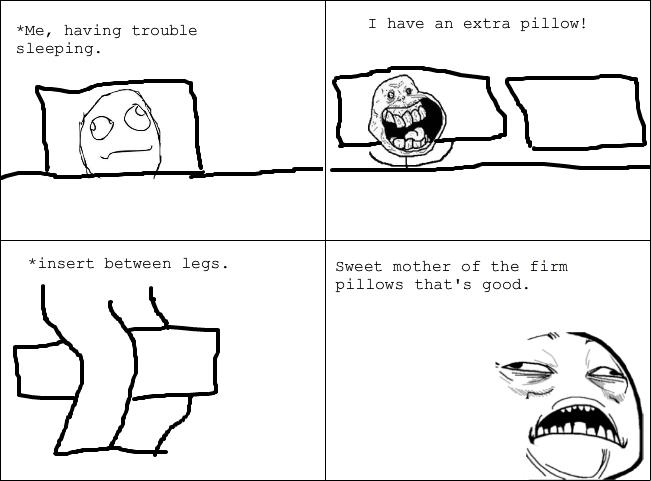 *Me, having trouble
sleeping.
I have an extra pillow!
*insert between legs.
Sweet mother of the firm
pillows that's good.